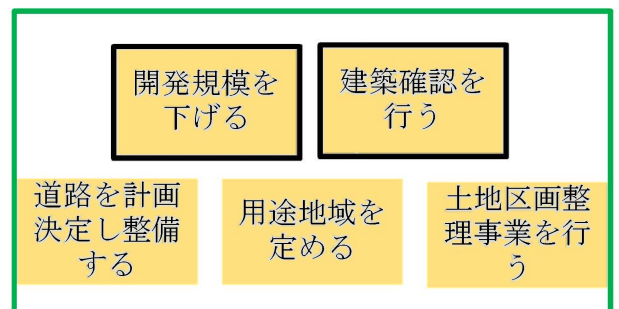 開発規模を
下げる
建築確認を
行う
道路を計画
決定し整備
する
用途地域を
定める
土地区画整
理事業を行
う